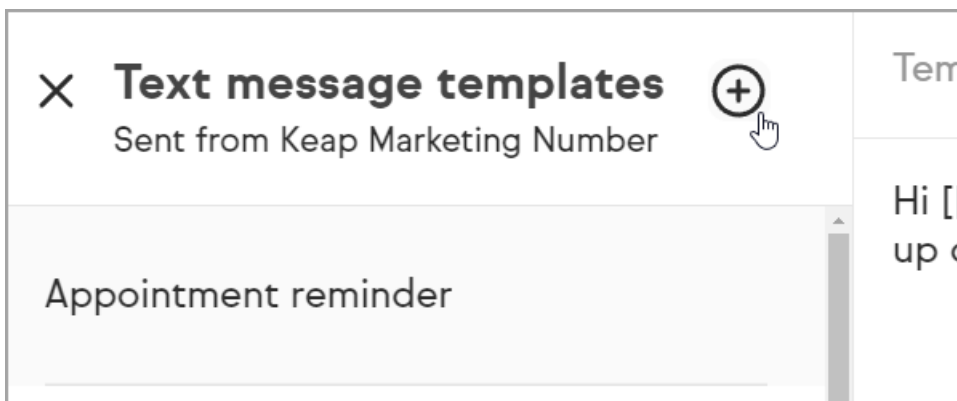 Text message templates
Sent from Keap Marketing Number
Appointment reminder
Hi [
up